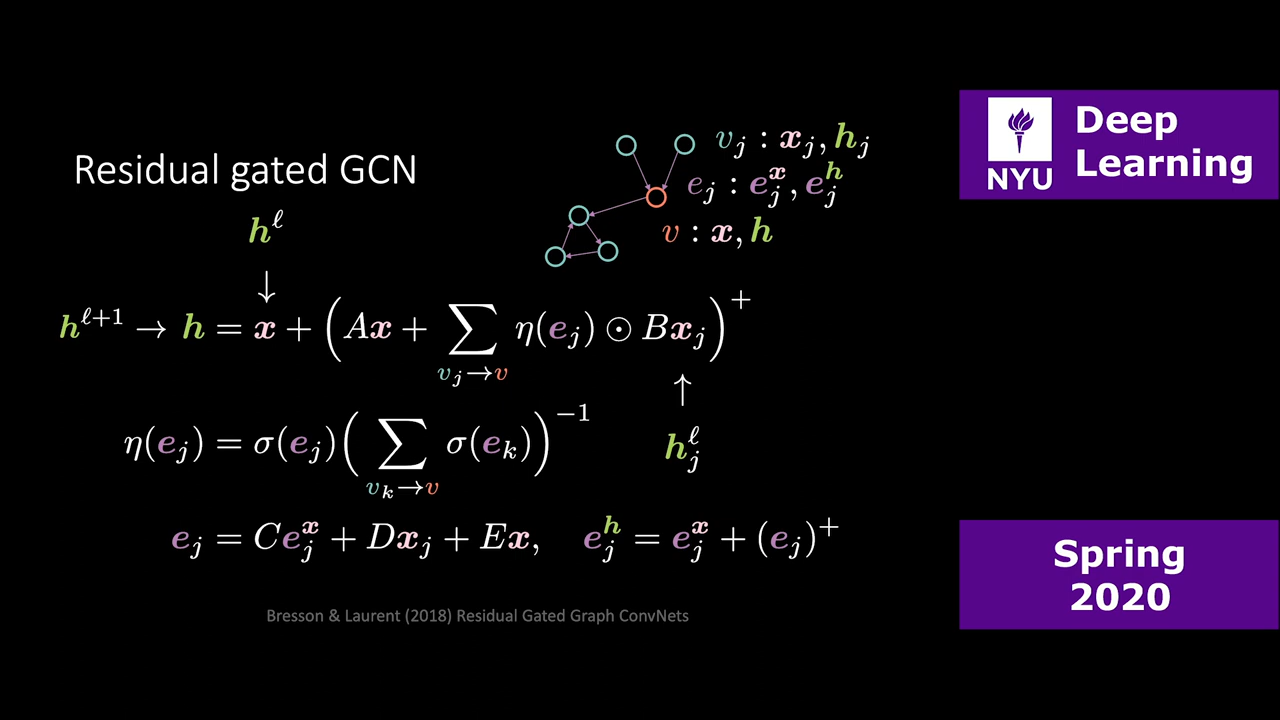 Residual gated GCN
v_j : x_j, h_j
e_j : e_j^x, e_j^h
v : x, h
h^ℓ
↓
h^{ℓ+1} → h = x + (Ax + ∑_{v_j→v} η(e_j) ⊙ Bx_j)^+
↑
h_j^ℓ
η(e_j) = σ(e_j)(∑_{v_k→v} σ(e_k))^{-1}
e_j = Ce_j^x + Dx_j + Ex, e_j^h = e_j^x + (e_j)^+
Bresson & Laurent (2018) Residual Gated Graph ConvNets
NYU
Deep
Learning
Spring
2020